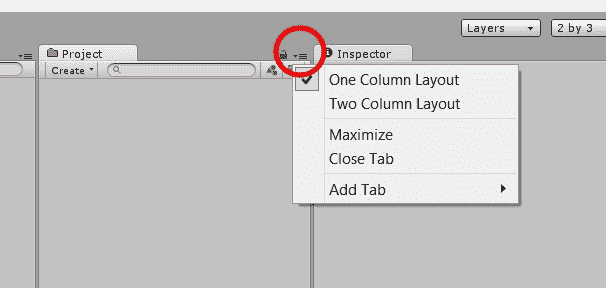 Layers
2 by 3
Project
Inspector
Create
One Column Layout
Two Column Layout
Maximize
Close Tab
Add Tab